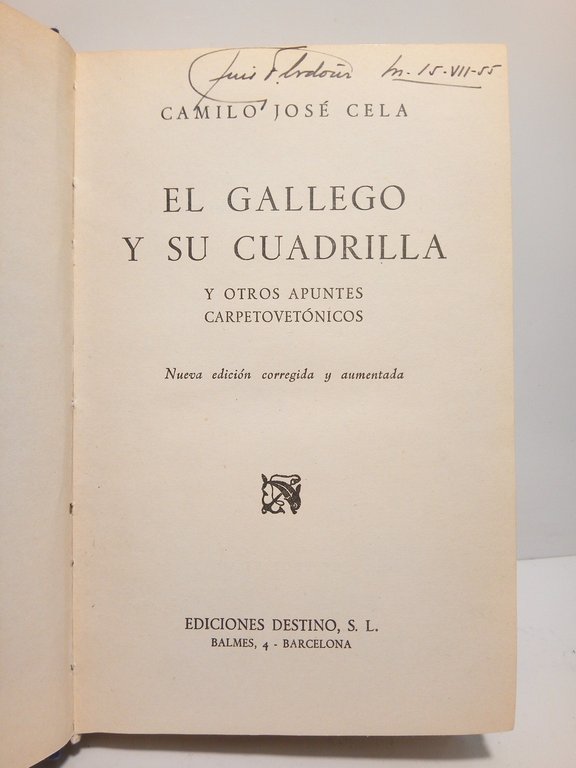 Luis M. 15-VII-55
CAMILO JOSÉ CELA
EL GALLEGO
Y SU CUADRILLA
Y OTROS APUNTES
CARPETOVETÓNICOS
Nueva edición corregida y aumentada
EDICIONES DESTINO, S. L.
BALMES, 4 - BARCELONA